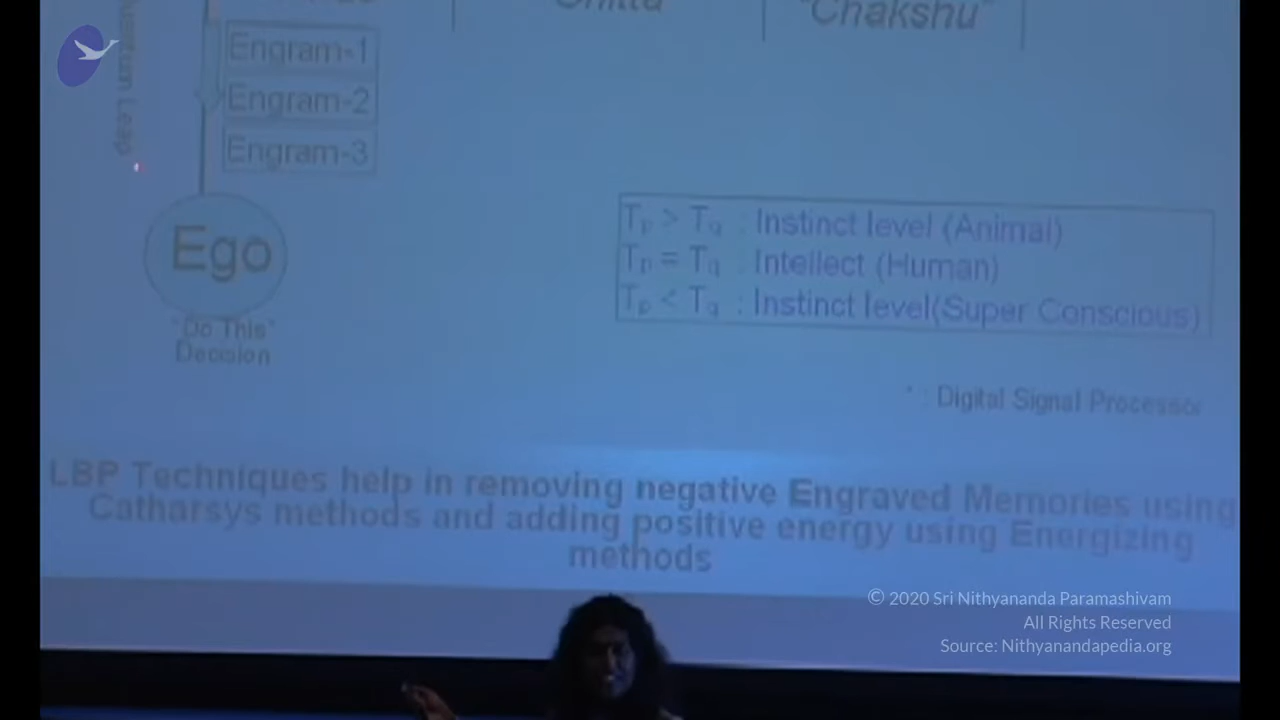 Chitta
"Chakshu"
Quantum Leap
Engram-1
Engram-2
Engram-3
Ego
"Do This"
Decision
Tp > Tq : Instinct level (Animal)
Tp = Tq : Intellect (Human)
Tp < Tq : Instinct level(Super Conscious)
* : Digital Signal Processor
LBP Techniques help in removing negative Engraved Memories using
Catharsys methods and adding positive energy using Energizing
methods
© 2020 Sri Nithyananda Paramashivam
All Rights Reserved
Source: Nithyanandapedia.org